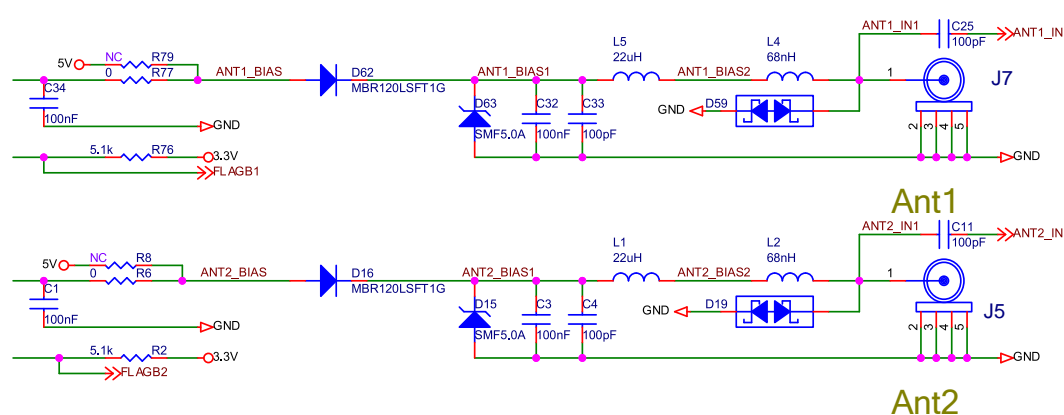 ANT1_IN1 C25 ANT1_IN
100pF
NC R79
5V
0 R77
L5 L4
22uH 68nH
ANT1_BIAS D62 ANT1_BIAS1 ANT1_BIAS2 1 J7
MBR120LSFT1G
C34
100nF
GND
D63 C32 C33 GND D59
SMF5.0A 100nF 100pF
2 3 4 5
5.1k R76 3.3V GND
FLAGB1
Ant1
ANT2_IN1 C11 ANT2_IN
100pF
NC R8
5V
0 R6
L1 L2
22uH 68nH
ANT2_BIAS D16 ANT2_BIAS1 ANT2_BIAS2 1 J5
MBR120LSFT1G
C1
100nF
GND
D15 C3 C4 GND D19
SMF5.0A 100nF 100pF
2 3 4 5
5.1k R2 3.3V GND
FLAGB2
Ant2